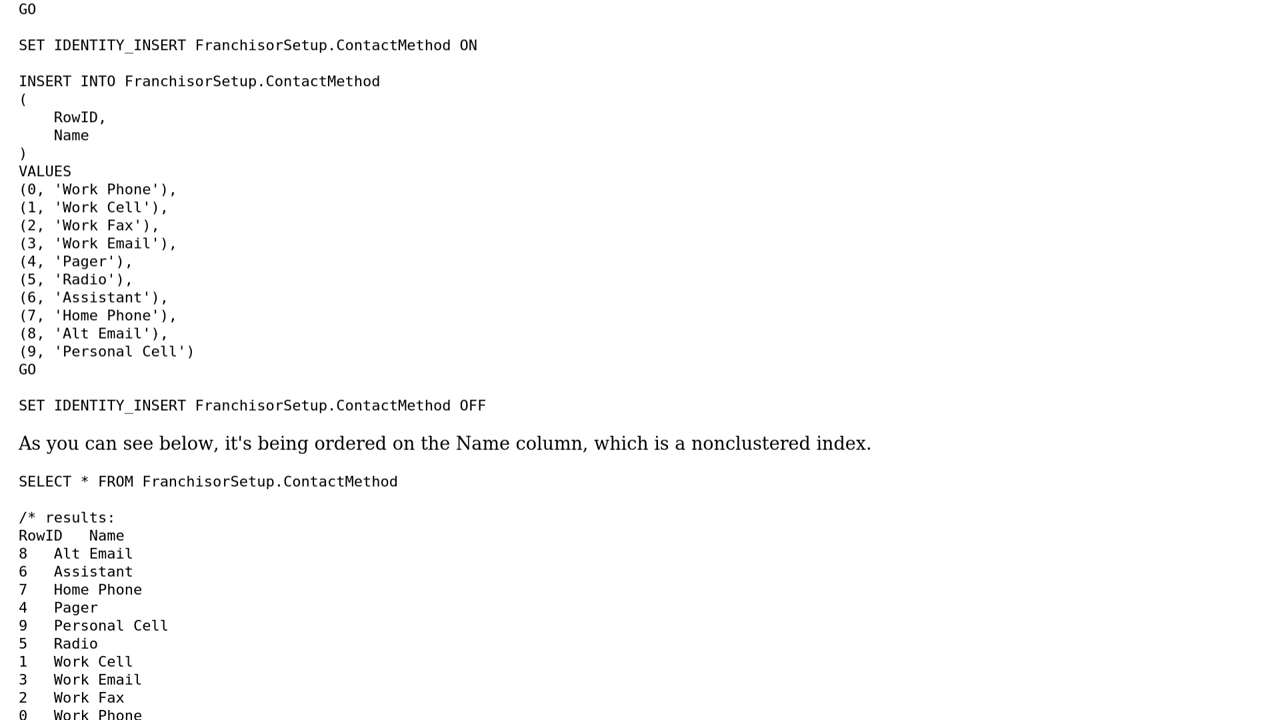 GO
SET IDENTITY_INSERT FranchisorSetup.ContactMethod ON
INSERT INTO FranchisorSetup.ContactMethod
(
RowID,
Name
)
VALUES
(0, 'Work Phone'),
(1, 'Work Cell'),
(2, 'Work Fax'),
(3, 'Work Email'),
(4, 'Pager'),
(5, 'Radio'),
(6, 'Assistant'),
(7, 'Home Phone'),
(8, 'Alt Email'),
(9, 'Personal Cell')
GO
SET IDENTITY_INSERT FranchisorSetup.ContactMethod OFF
As you can see below, it's being ordered on the Name column, which is a nonclustered index.
SELECT * FROM FranchisorSetup.ContactMethod
/* results:
RowID   Name
8   Alt Email
6   Assistant
7   Home Phone
4   Pager
9   Personal Cell
5   Radio
1   Work Cell
3   Work Email
2   Work Fax
0   Work Phone